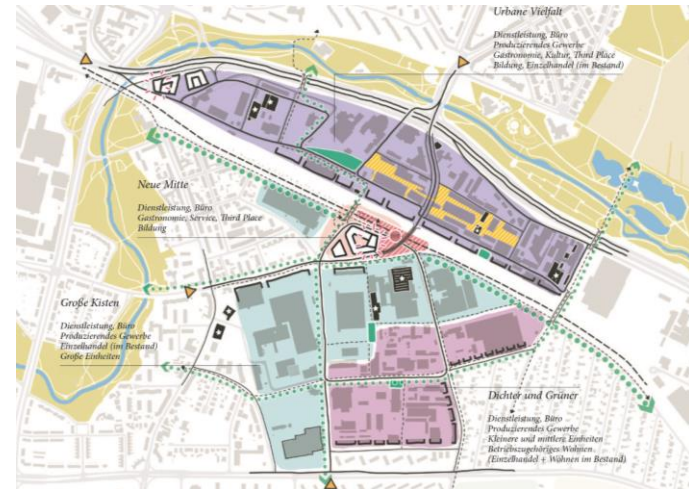 Urbane Vielfalt
Dienstleistung, Büro
Produzierendes Gewerbe
Gastronomie, Kultur, Third Place
Bildung, Einzelhandel (im Bestand)
Neue Mitte
Dienstleistung, Büro
Gastronomie, Service, Third Place
Bildung
Große Kisten
Dienstleistung, Büro
Produzierendes Gewerbe
Einzelhandel (im Bestand)
Große Einheiten
Dichter und Grüner
Dienstleistung, Büro
Produzierendes Gewerbe
Kleinere und mittlere Einheiten
Betriebszugehöriges Wohnen
(Einzelhandel + Wohnen im Bestand)